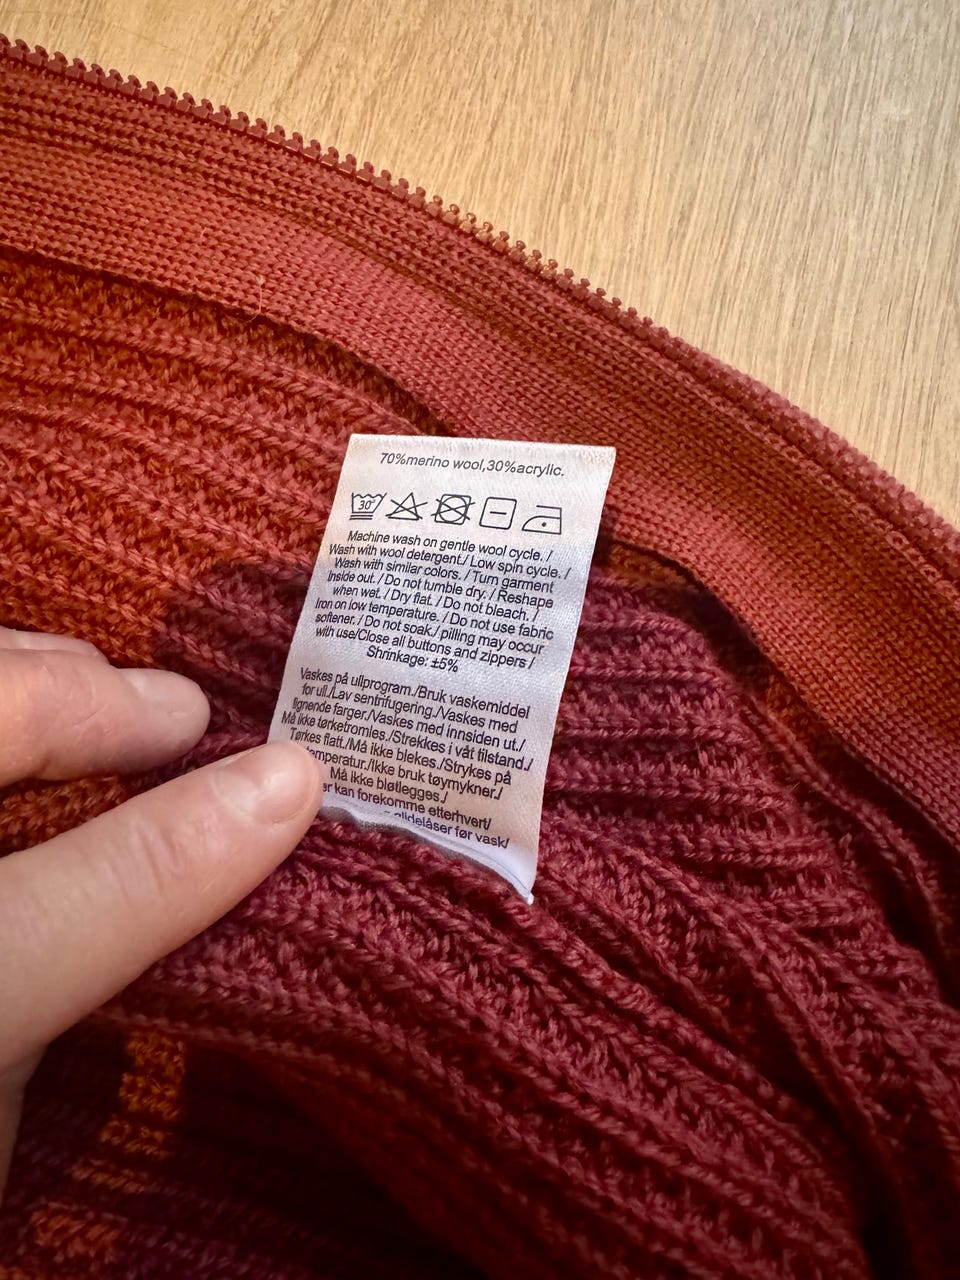 70%merino wool,30%acrylic.
30°
Machine wash on gentle wool cycle. /
Wash with wool detergent./ Low spin cycle. /
Wash with similar colors. / Turn garment
Inside out. / Do not tumble dry. / Reshape
when wet. / Dry flat. / Do not bleach. /
Iron on low temperature. / Do not use fabric
softener. / Do not soak./ pilling may occur
with use/Close all buttons and zippers /
Shrinkage: ±5%
Vaskes på ullprogram./Bruk vaskemiddel
for ull./Lav sentrifugering./Vaskes med
lignende farger./Vaskes med innsiden ut./
Må ikke tørketromles./Strekkes i våt tilstand./
Tørkes flatt./Må ikke blekes./Strykes på
temperatur./Ikke bruk tøymykner./
Må ikke bløtlegges./
kan forekomme etterhvert/
glidelåser før vask/